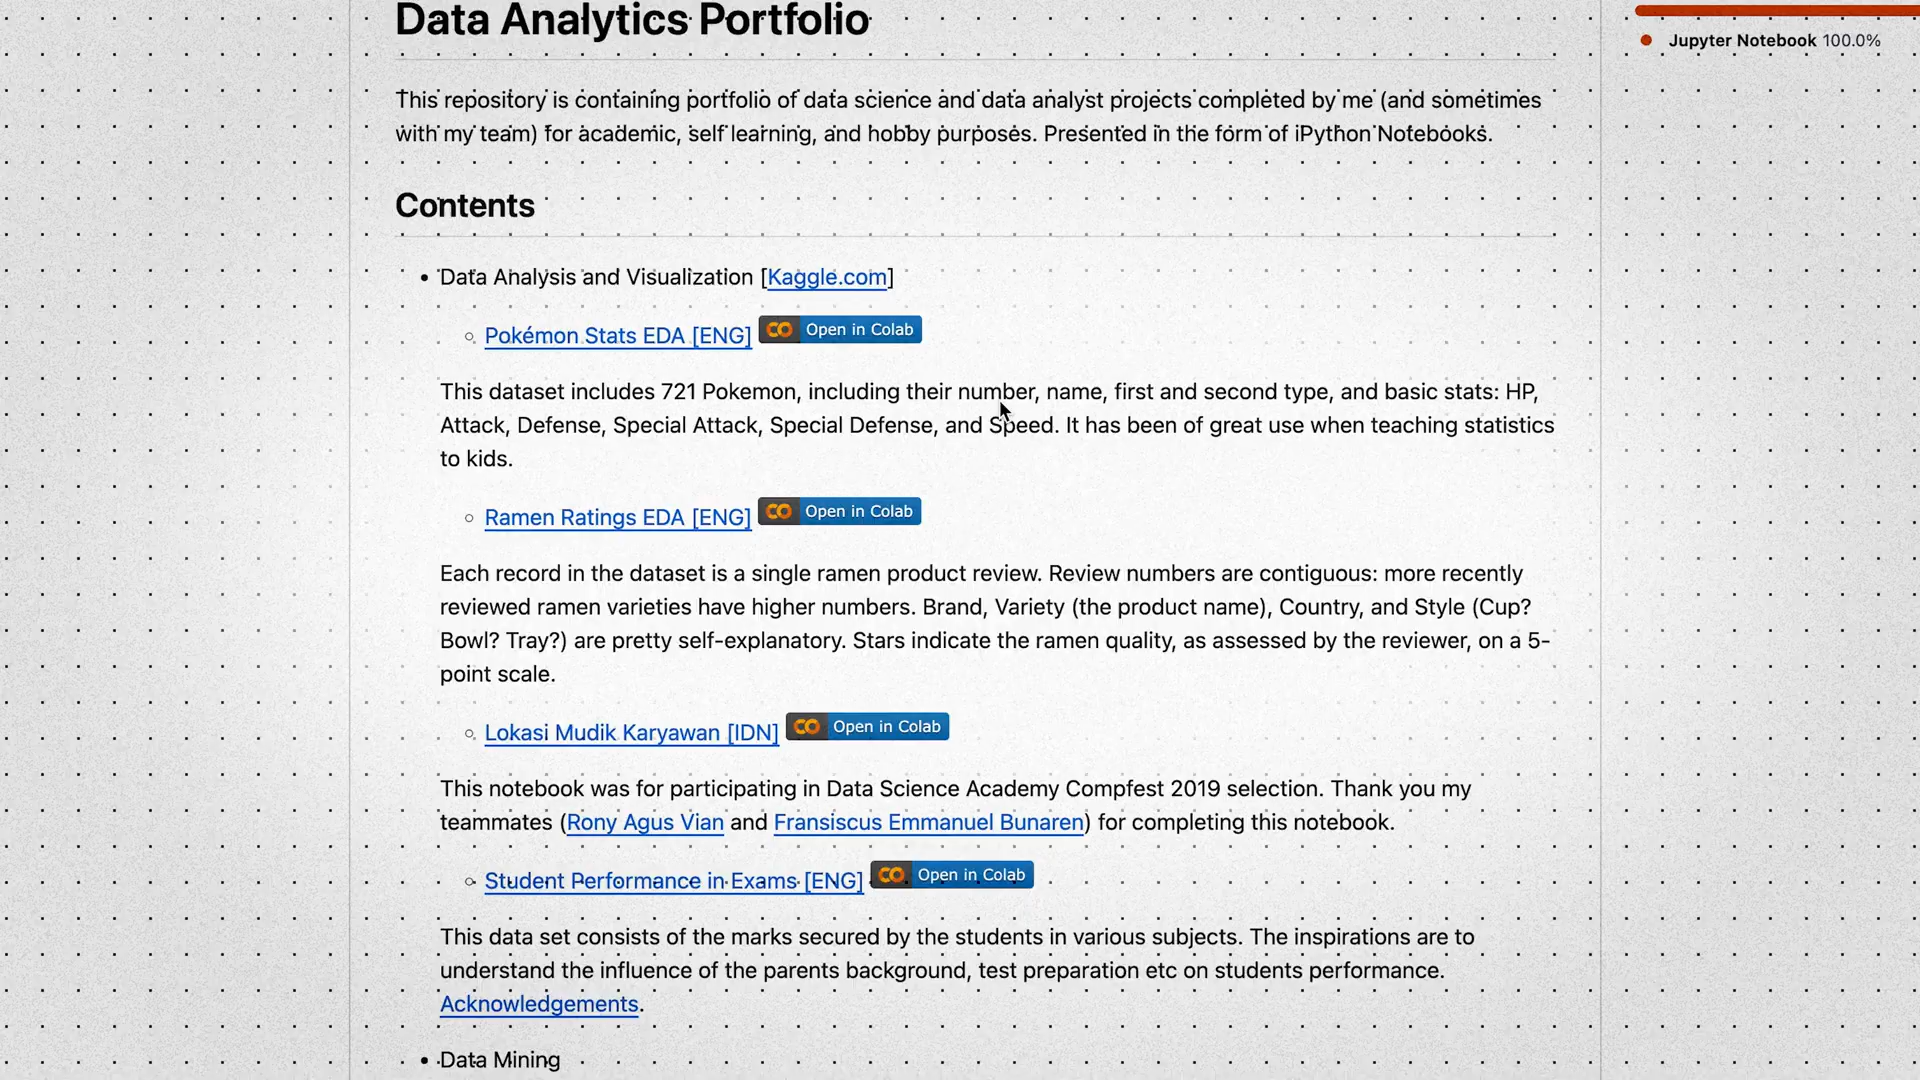 Data Analytics Portfolio
Jupyter Notebook 100.0%
This repository is containing portfolio of data science and data analyst projects completed by me (and sometimes
with my team) for academic, self learning, and hobby purposes. Presented in the form of iPython Notebooks.
Contents
• Data Analysis and Visualization [Kaggle.com]
○ Pokémon Stats EDA [ENG] Open in Colab
This dataset includes 721 Pokemon, including their number, name, first and second type, and basic stats: HP,
Attack, Defense, Special Attack, Special Defense, and Speed. It has been of great use when teaching statistics
to kids.
○ Ramen Ratings EDA [ENG] Open in Colab
Each record in the dataset is a single ramen product review. Review numbers are contiguous: more recently
reviewed ramen varieties have higher numbers. Brand, Variety (the product name), Country, and Style (Cup?
Bowl? Tray?) are pretty self-explanatory. Stars indicate the ramen quality, as assessed by the reviewer, on a 5-
point scale.
○ Lokasi Mudik Karyawan [IDN] Open in Colab
This notebook was for participating in Data Science Academy Compfest 2019 selection. Thank you my
teammates (Rony Agus Vian and Fransiscus Emmanuel Bunaren) for completing this notebook.
○ Student Performance in Exams [ENG] Open in Colab
This data set consists of the marks secured by the students in various subjects. The inspirations are to
understand the influence of the parents background, test preparation etc on students performance.
Acknowledgements.
• Data Mining